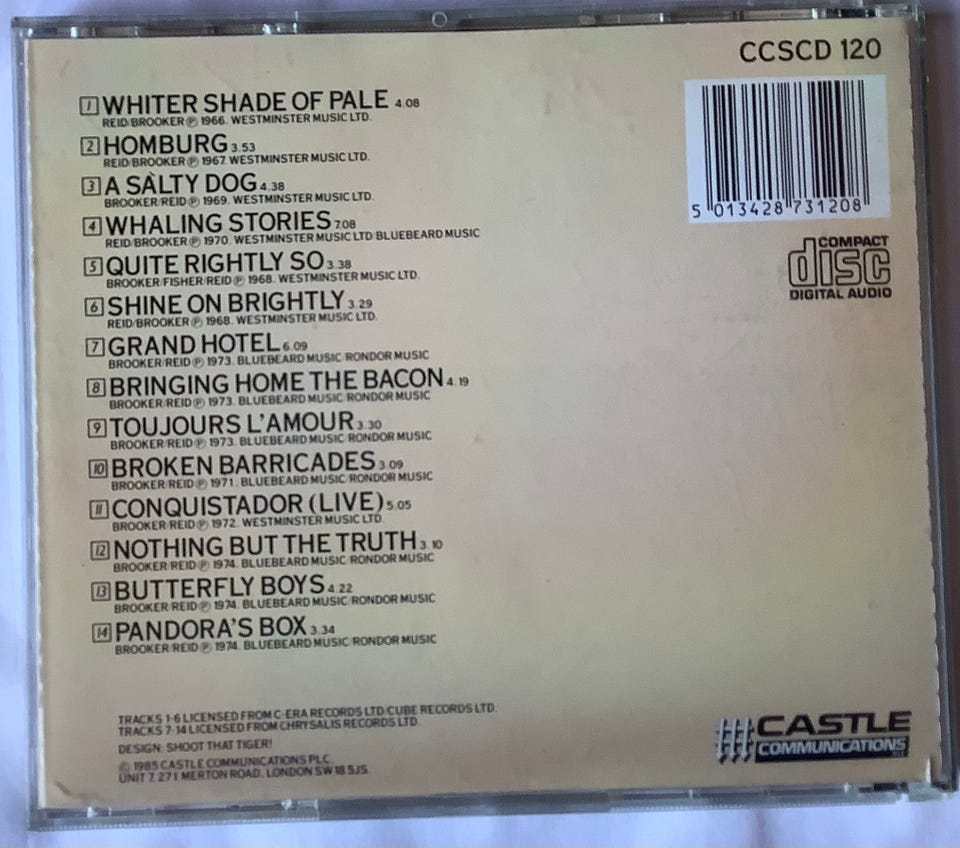 CCSCD 120
1 WHITER SHADE OF PALE 4.08
REID/BROOKER ℗ 1966. WESTMINSTER MUSIC LTD.
2 HOMBURG 3.53
REID/BROOKER ℗ 1967. WESTMINSTER MUSIC LTD.
3 A SALTY DOG 4.38
BROOKER/REID ℗ 1969. WESTMINSTER MUSIC LTD.
4 WHALING STORIES 7.08
REID/BROOKER ℗ 1970. WESTMINSTER MUSIC LTD/BLUEBEARD MUSIC
5 QUITE RIGHTLY SO 3.38
BROOKER/FISHER/REID ℗ 1968. WESTMINSTER MUSIC LTD.
6 SHINE ON BRIGHTLY 3.29
REID/BROOKER ℗ 1968. WESTMINSTER MUSIC LTD.
7 GRAND HOTEL 6.09
BROOKER/REID ℗ 1973. BLUEBEARD MUSIC/RONDOR MUSIC
8 BRINGING HOME THE BACON 4.19
BROOKER/REID ℗ 1973. BLUEBEARD MUSIC/RONDOR MUSIC
9 TOUJOURS L'AMOUR 3.30
BROOKER/REID ℗ 1973. BLUEBEARD MUSIC/RONDOR MUSIC
10 BROKEN BARRICADES 3.09
BROOKER/REID ℗ 1971. BLUEBEARD MUSIC/RONDOR MUSIC
11 CONQUISTADOR (LIVE) 5.05
BROOKER/REID ℗ 1972. WESTMINSTER MUSIC LTD.
12 NOTHING BUT THE TRUTH 3.10
BROOKER/REID ℗ 1974. BLUEBEARD MUSIC/RONDOR MUSIC
13 BUTTERFLY BOYS 4.22
BROOKER/REID ℗ 1974. BLUEBEARD MUSIC/RONDOR MUSIC
14 PANDORA'S BOX 3.34
BROOKER/REID ℗ 1974. BLUEBEARD MUSIC/RONDOR MUSIC
5 013428 731208
COMPACT
disc
DIGITAL AUDIO
TRACKS 1-6 LICENSED FROM C-ERA RECORDS LTD/CUBE RECORDS LTD.
TRACKS 7-14 LICENSED FROM CHRYSALIS RECORDS LTD.
DESIGN: SHOOT THAT TIGER!
© 1985 CASTLE COMMUNICATIONS PLC.
UNIT 7, 271 MERTON ROAD, LONDON SW18 5JS.
CASTLE
COMMUNICATIONS